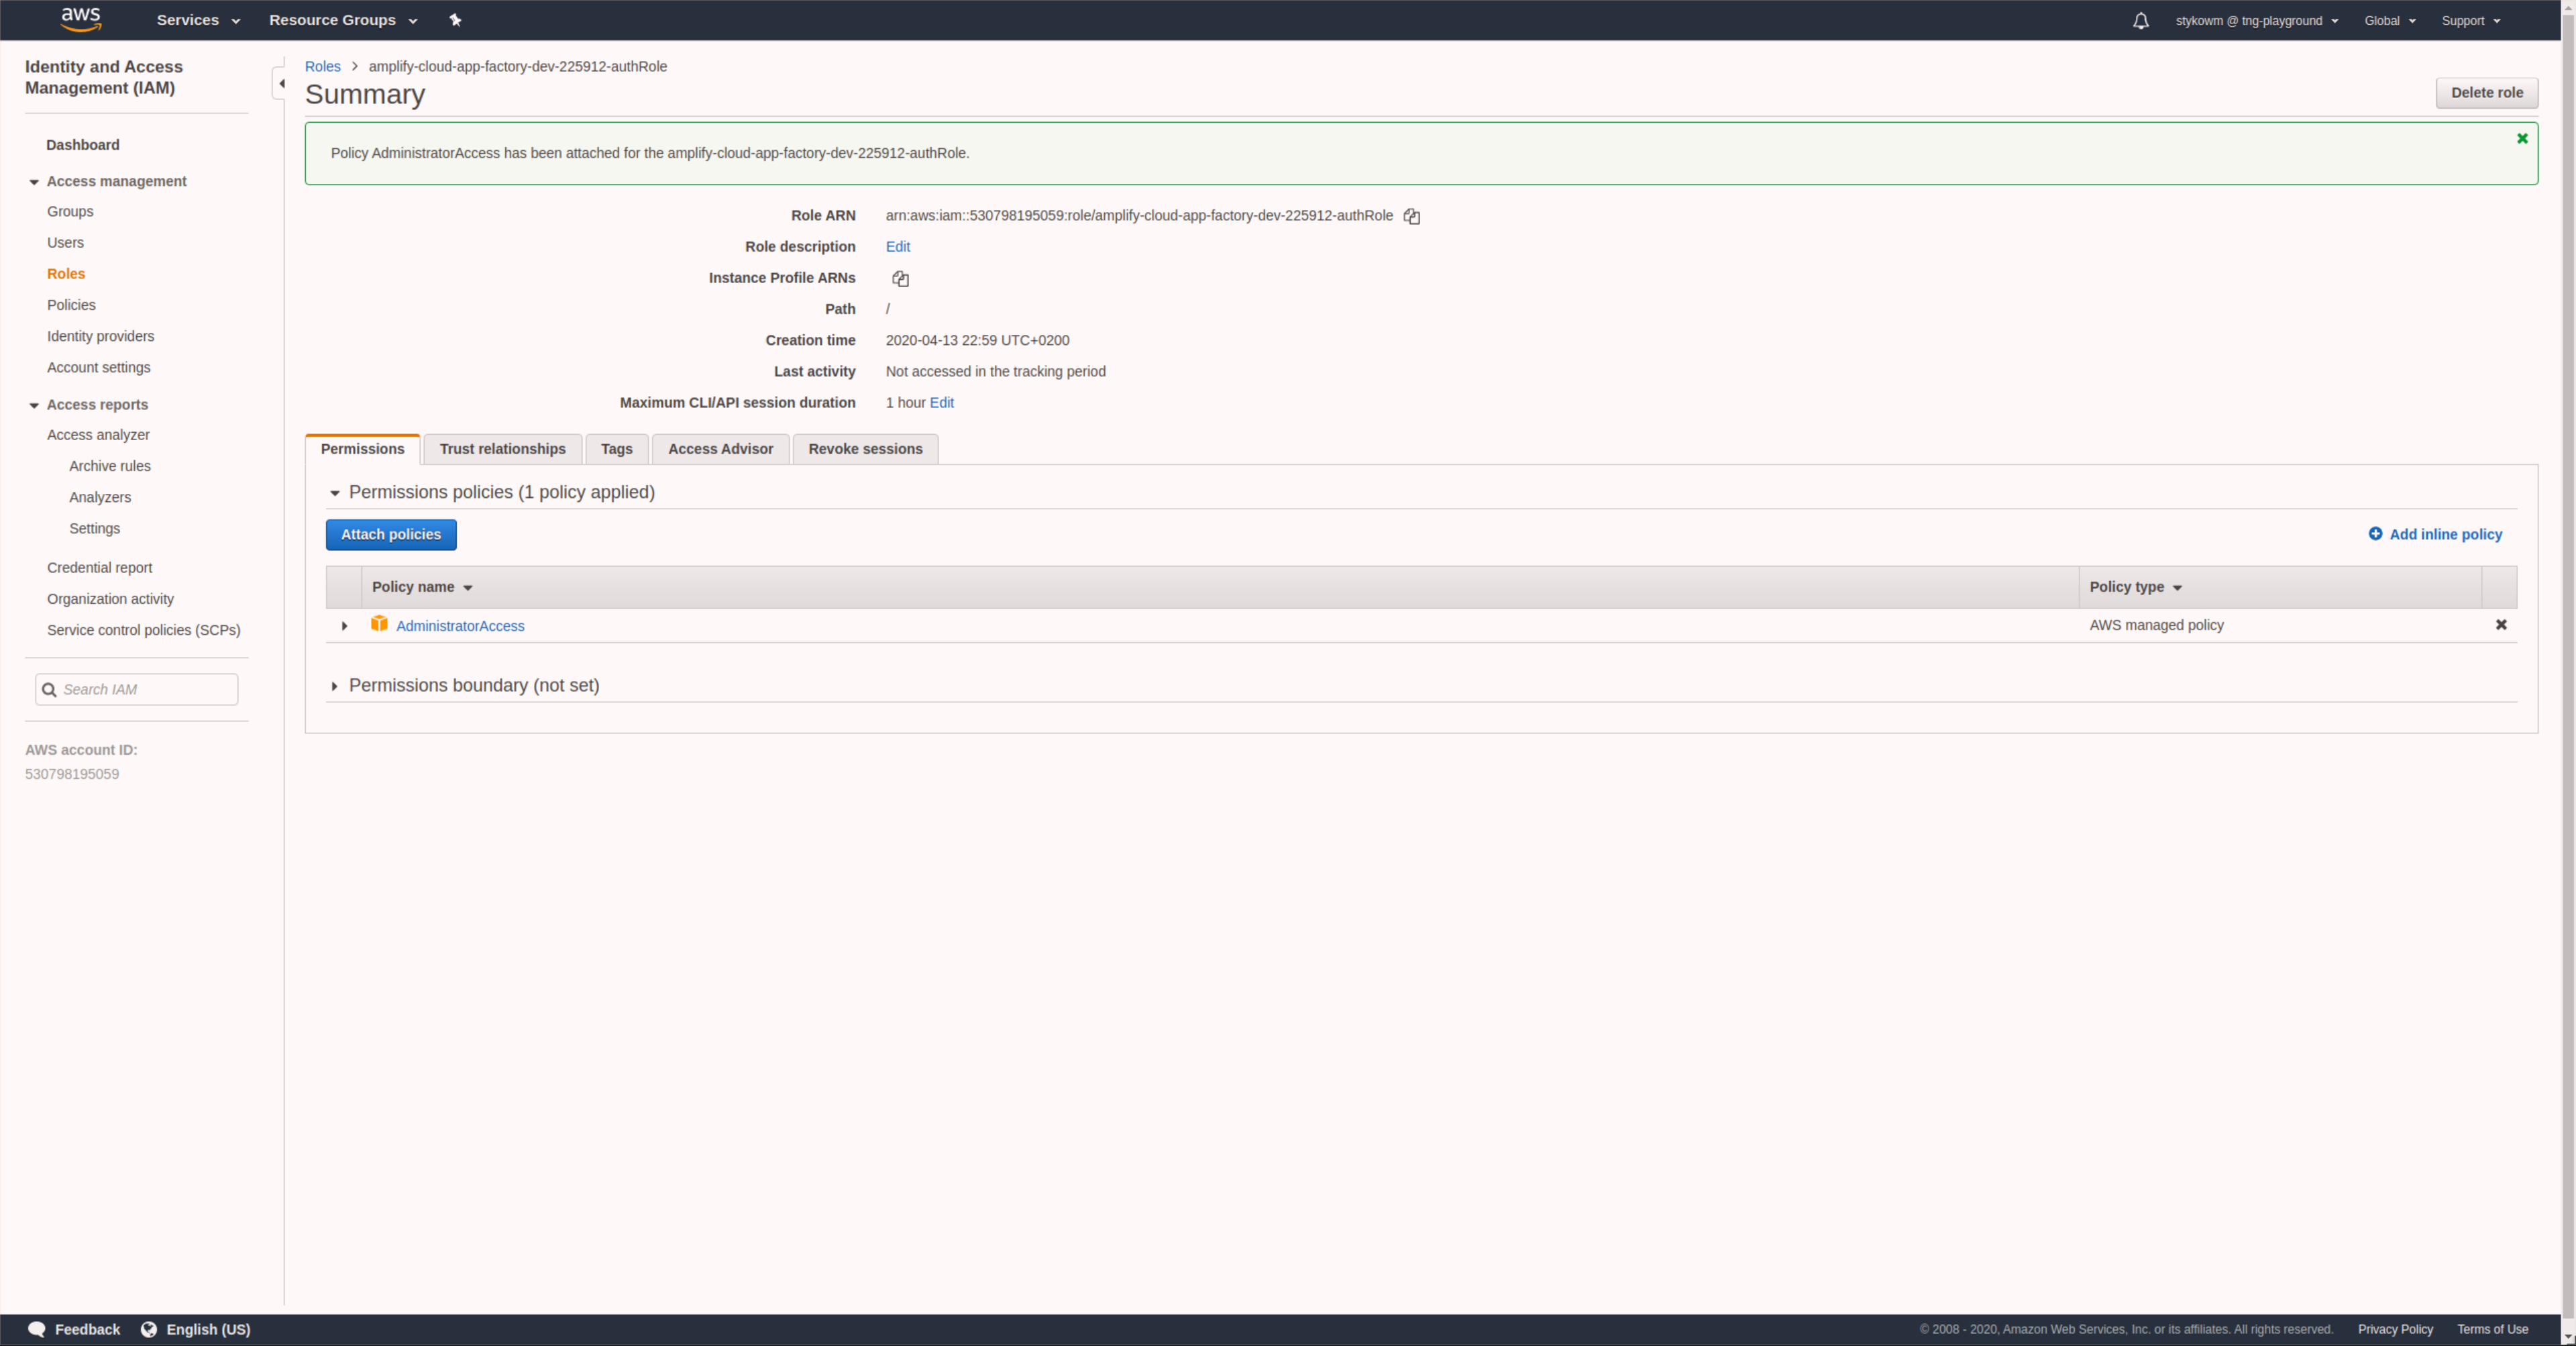 aws Services Resource Groups stykowm @ tng-playground Global Support
Identity and Access
Management (IAM)
Dashboard
Access management
Groups
Users
Roles
Policies
Identity providers
Account settings
Access reports
Access analyzer
Archive rules
Analyzers
Settings
Credential report
Organization activity
Service control policies (SCPs)
Search IAM
AWS account ID:
530798195059
Roles > amplify-cloud-app-factory-dev-225912-authRole
Summary
Delete role
Policy AdministratorAccess has been attached for the amplify-cloud-app-factory-dev-225912-authRole.
Role ARN arn:aws:iam::530798195059:role/amplify-cloud-app-factory-dev-225912-authRole
Role description Edit
Instance Profile ARNs
Path /
Creation time 2020-04-13 22:59 UTC+0200
Last activity Not accessed in the tracking period
Maximum CLI/API session duration 1 hour Edit
Permissions Trust relationships Tags Access Advisor Revoke sessions
Permissions policies (1 policy applied)
Attach policies Add inline policy
Policy name Policy type
AdministratorAccess AWS managed policy
Permissions boundary (not set)
Feedback English (US) © 2008 - 2020, Amazon Web Services, Inc. or its affiliates. All rights reserved. Privacy Policy Terms of Use